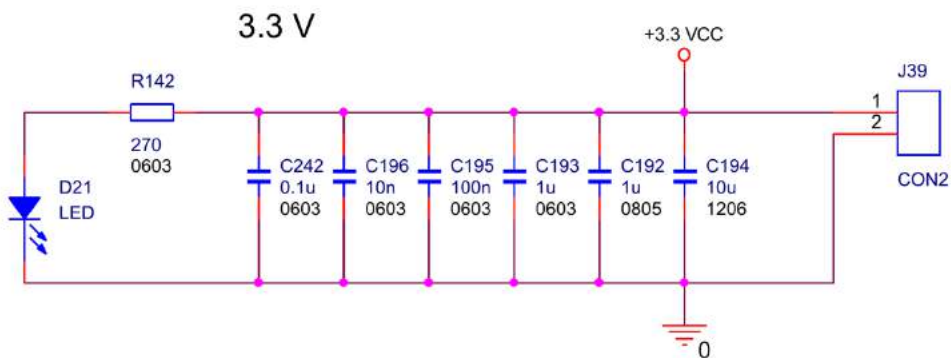 3.3 V
+3.3 VCC
J39
R142
1
2
270
0603
C242
0.1u
0603
C196
10n
0603
C195
100n
0603
C193
1u
0603
C192
1u
0805
C194
10u
1206
CON2
D21
LED
0